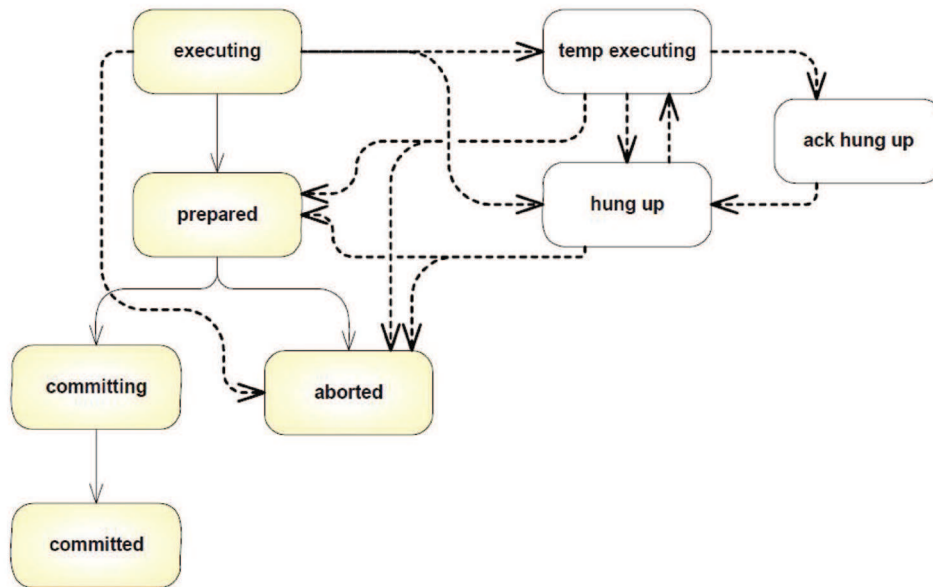 executing
temp executing
ack hung up
prepared
hung up
committing
aborted
committed